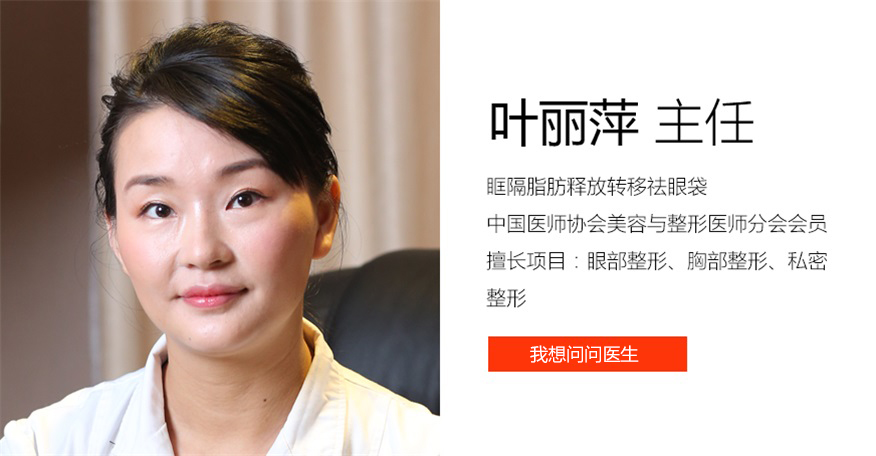 叶丽萍 主任
眶隔脂肪释放转移祛眼袋
中国医师协会美容与整形医师分会会员
擅长项目：眼部整形、胸部整形、私密
整形
我想问问医生